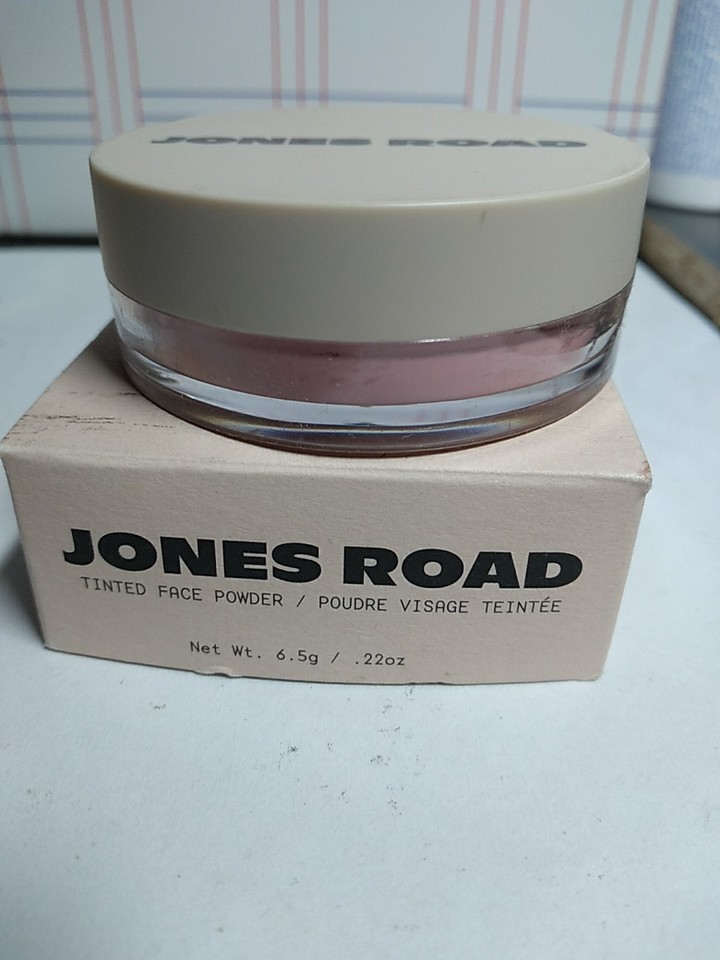 JONES ROAD
JONES ROAD
TINTED FACE POWDER / POUDRE VISAGE TEINTÉE
Net Wt. 6.5g / .22oz